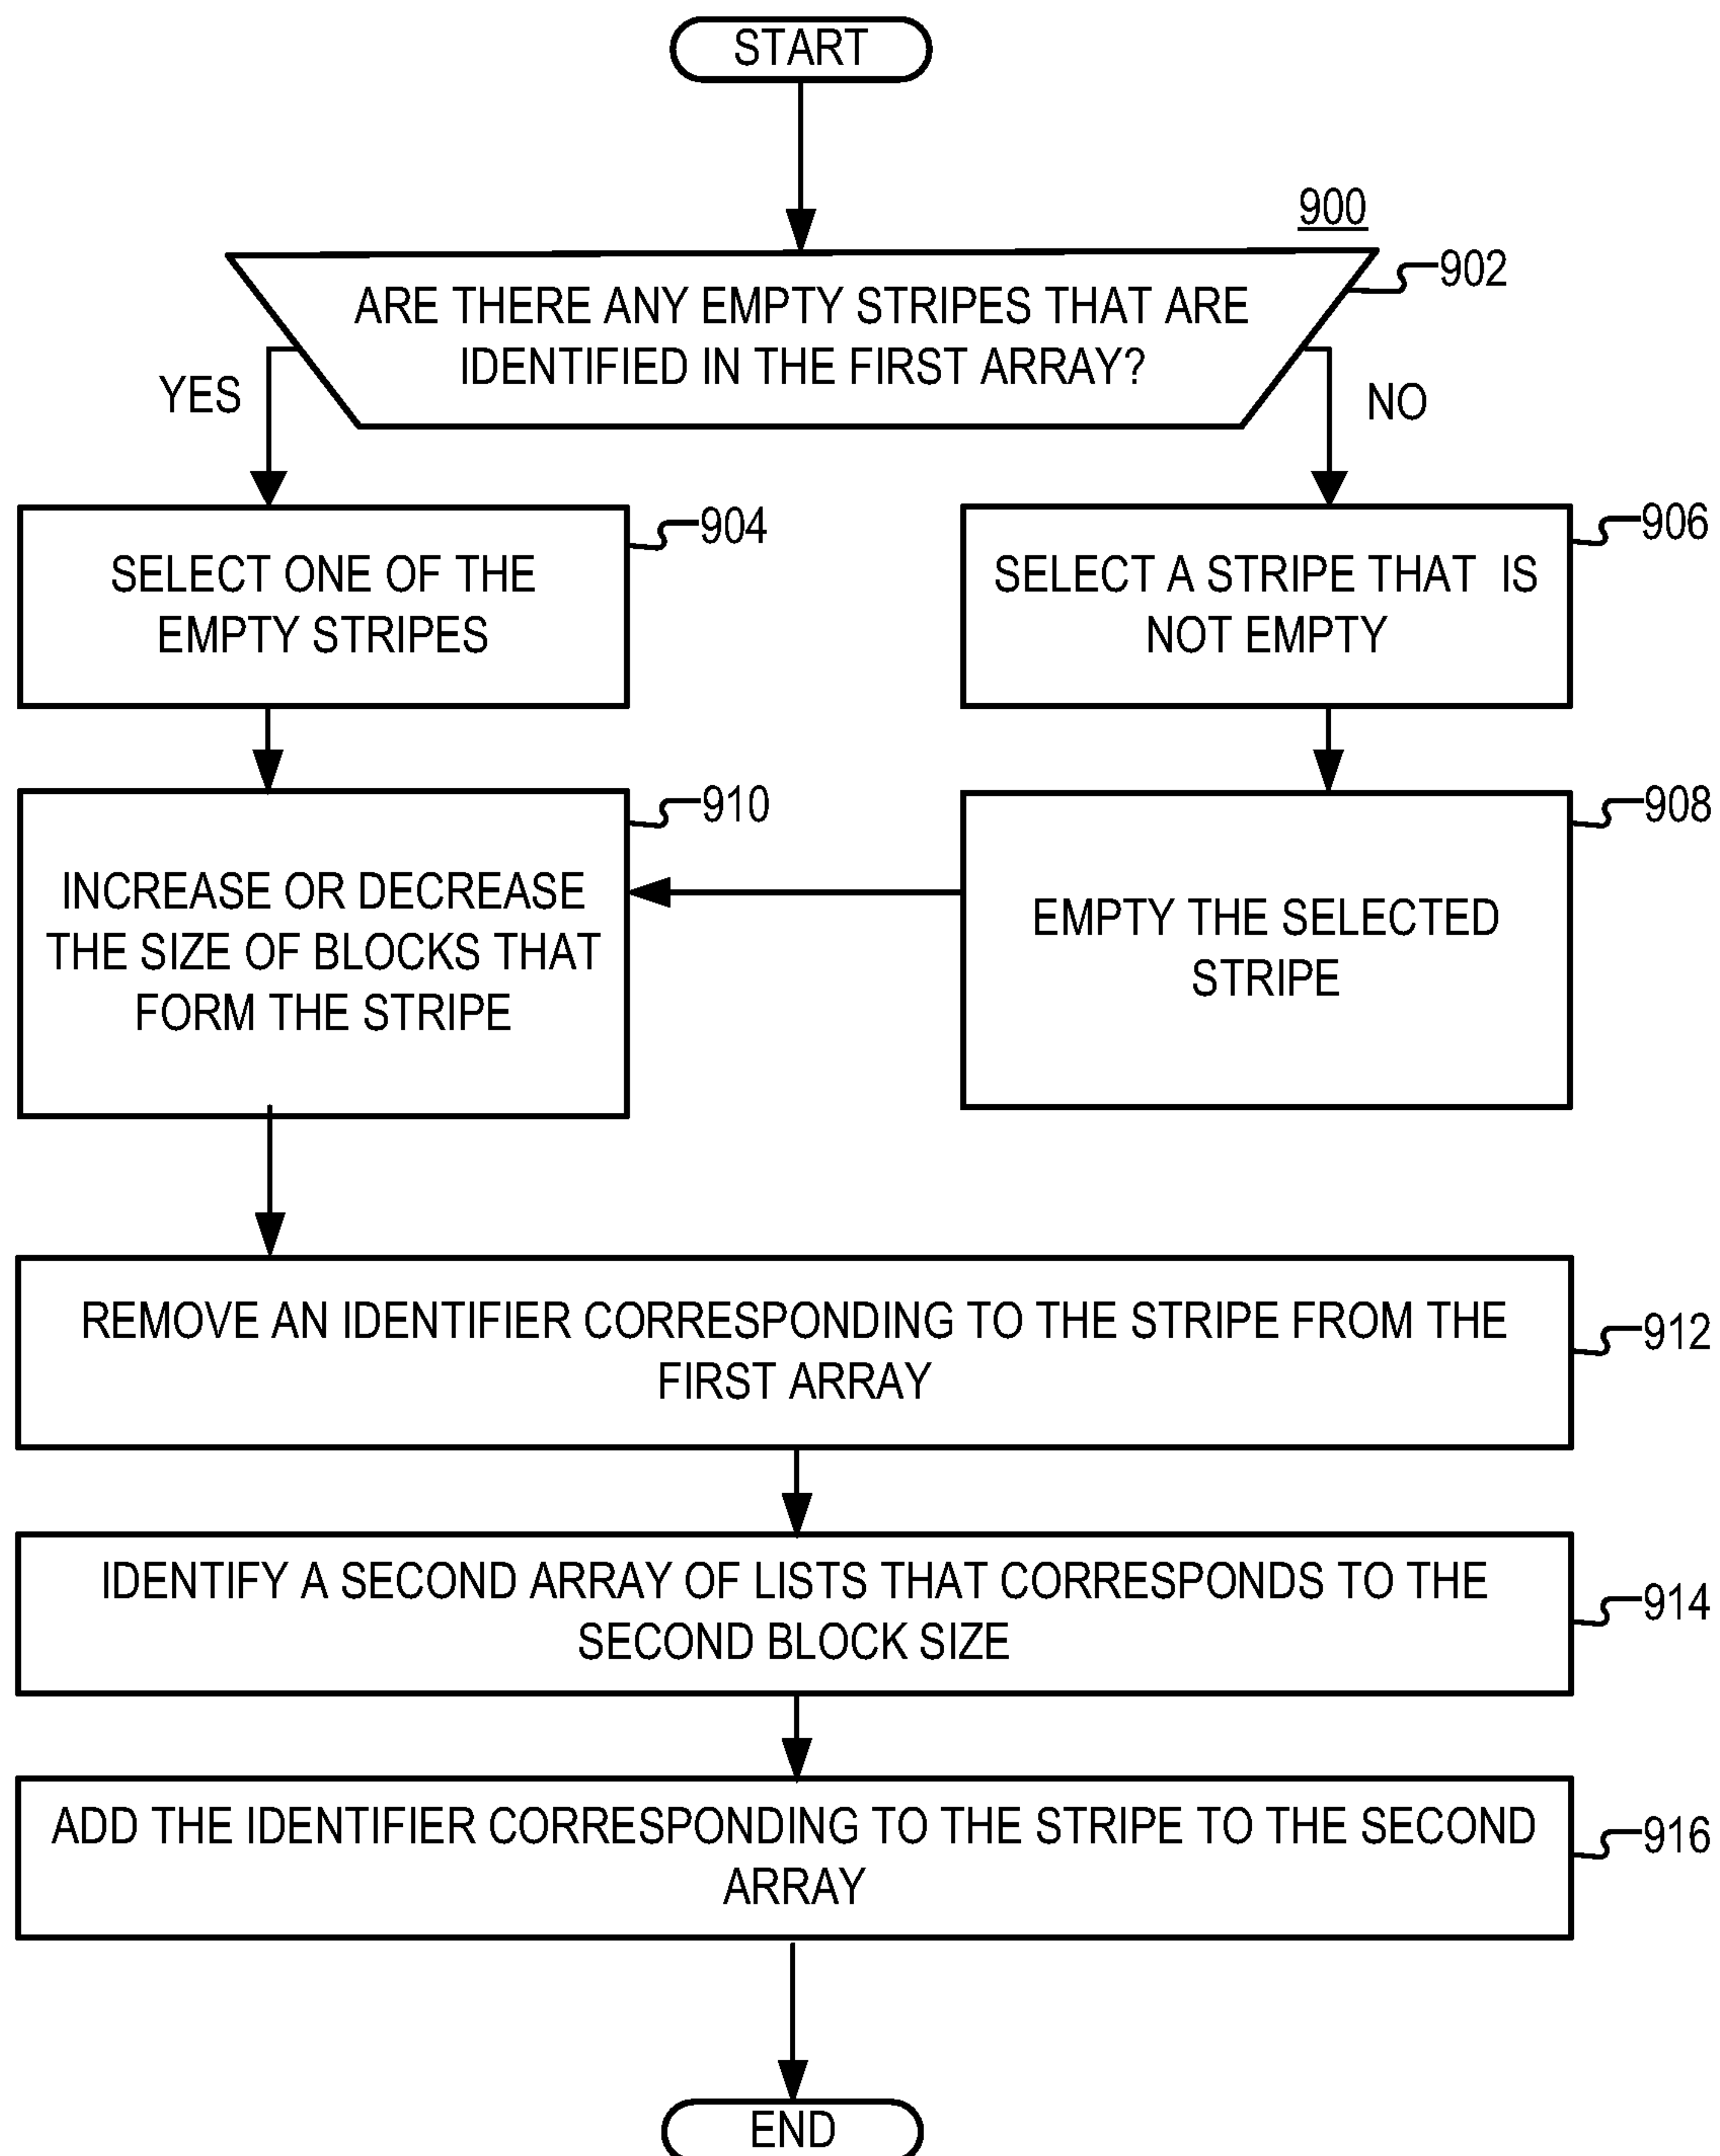 START
900
902
ARE THERE ANY EMPTY STRIPES THAT ARE
IDENTIFIED IN THE FIRST ARRAY?
YES
NO
904
SELECT ONE OF THE
EMPTY STRIPES
906
SELECT A STRIPE THAT IS
NOT EMPTY
910
INCREASE OR DECREASE
THE SIZE OF BLOCKS THAT
FORM THE STRIPE
908
EMPTY THE SELECTED
STRIPE
REMOVE AN IDENTIFIER CORRESPONDING TO THE STRIPE FROM THE
FIRST ARRAY
912
IDENTIFY A SECOND ARRAY OF LISTS THAT CORRESPONDS TO THE
SECOND BLOCK SIZE
914
ADD THE IDENTIFIER CORRESPONDING TO THE STRIPE TO THE SECOND
ARRAY
916
END